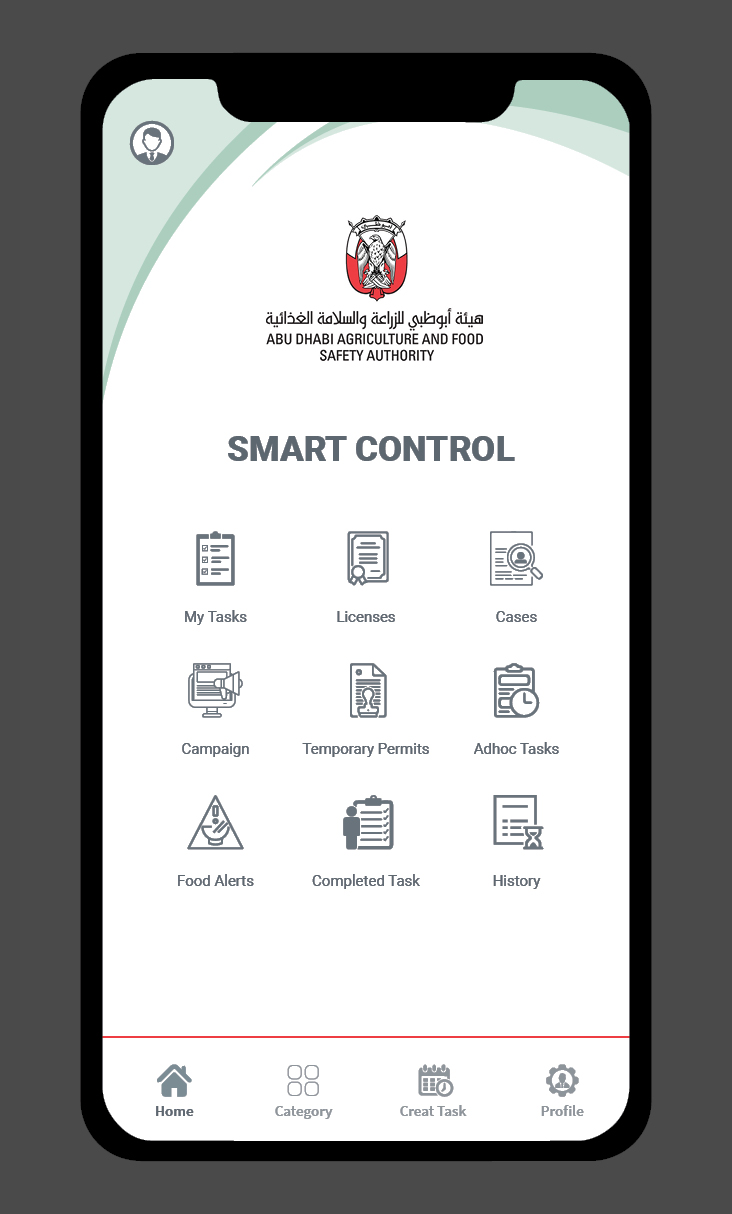 هيئة أبوظبي للزراعة والسلامة الغذائية
ABU DHABI AGRICULTURE AND FOOD
SAFETY AUTHORITY
SMART CONTROL
My Tasks
Licenses
Cases
Campaign
Temporary Permits
Adhoc Tasks
Food Alerts
Completed Task
History
Home
Category
Creat Task
Profile